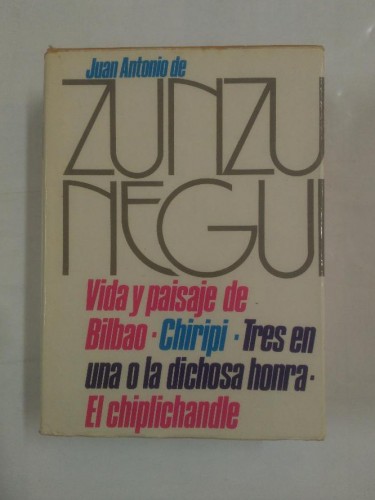 Juan Antonio de
ZUNZU
NEGUI
Vida y paisaje de
Bilbao · Chiripi · Tres en
una o la dichosa honra ·
El chiplichandle